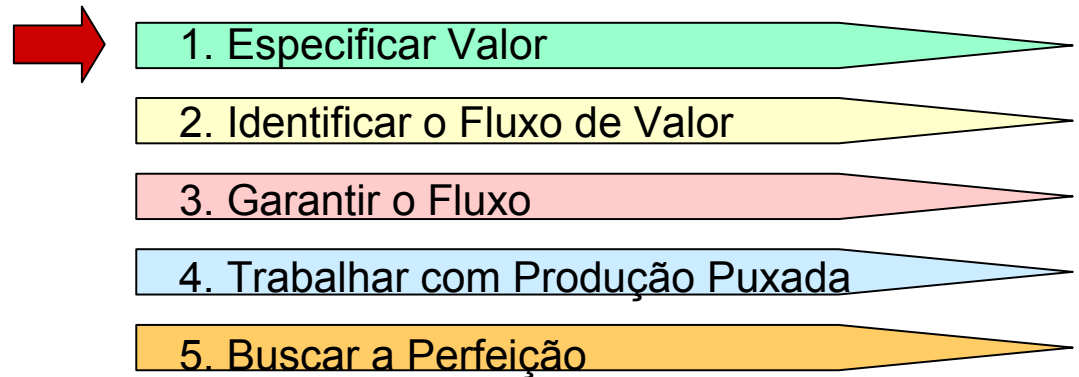 1. Especificar Valor
2. Identificar o Fluxo de Valor
3. Garantir o Fluxo
4. Trabalhar com Produção Puxada
5. Buscar a Perfeição